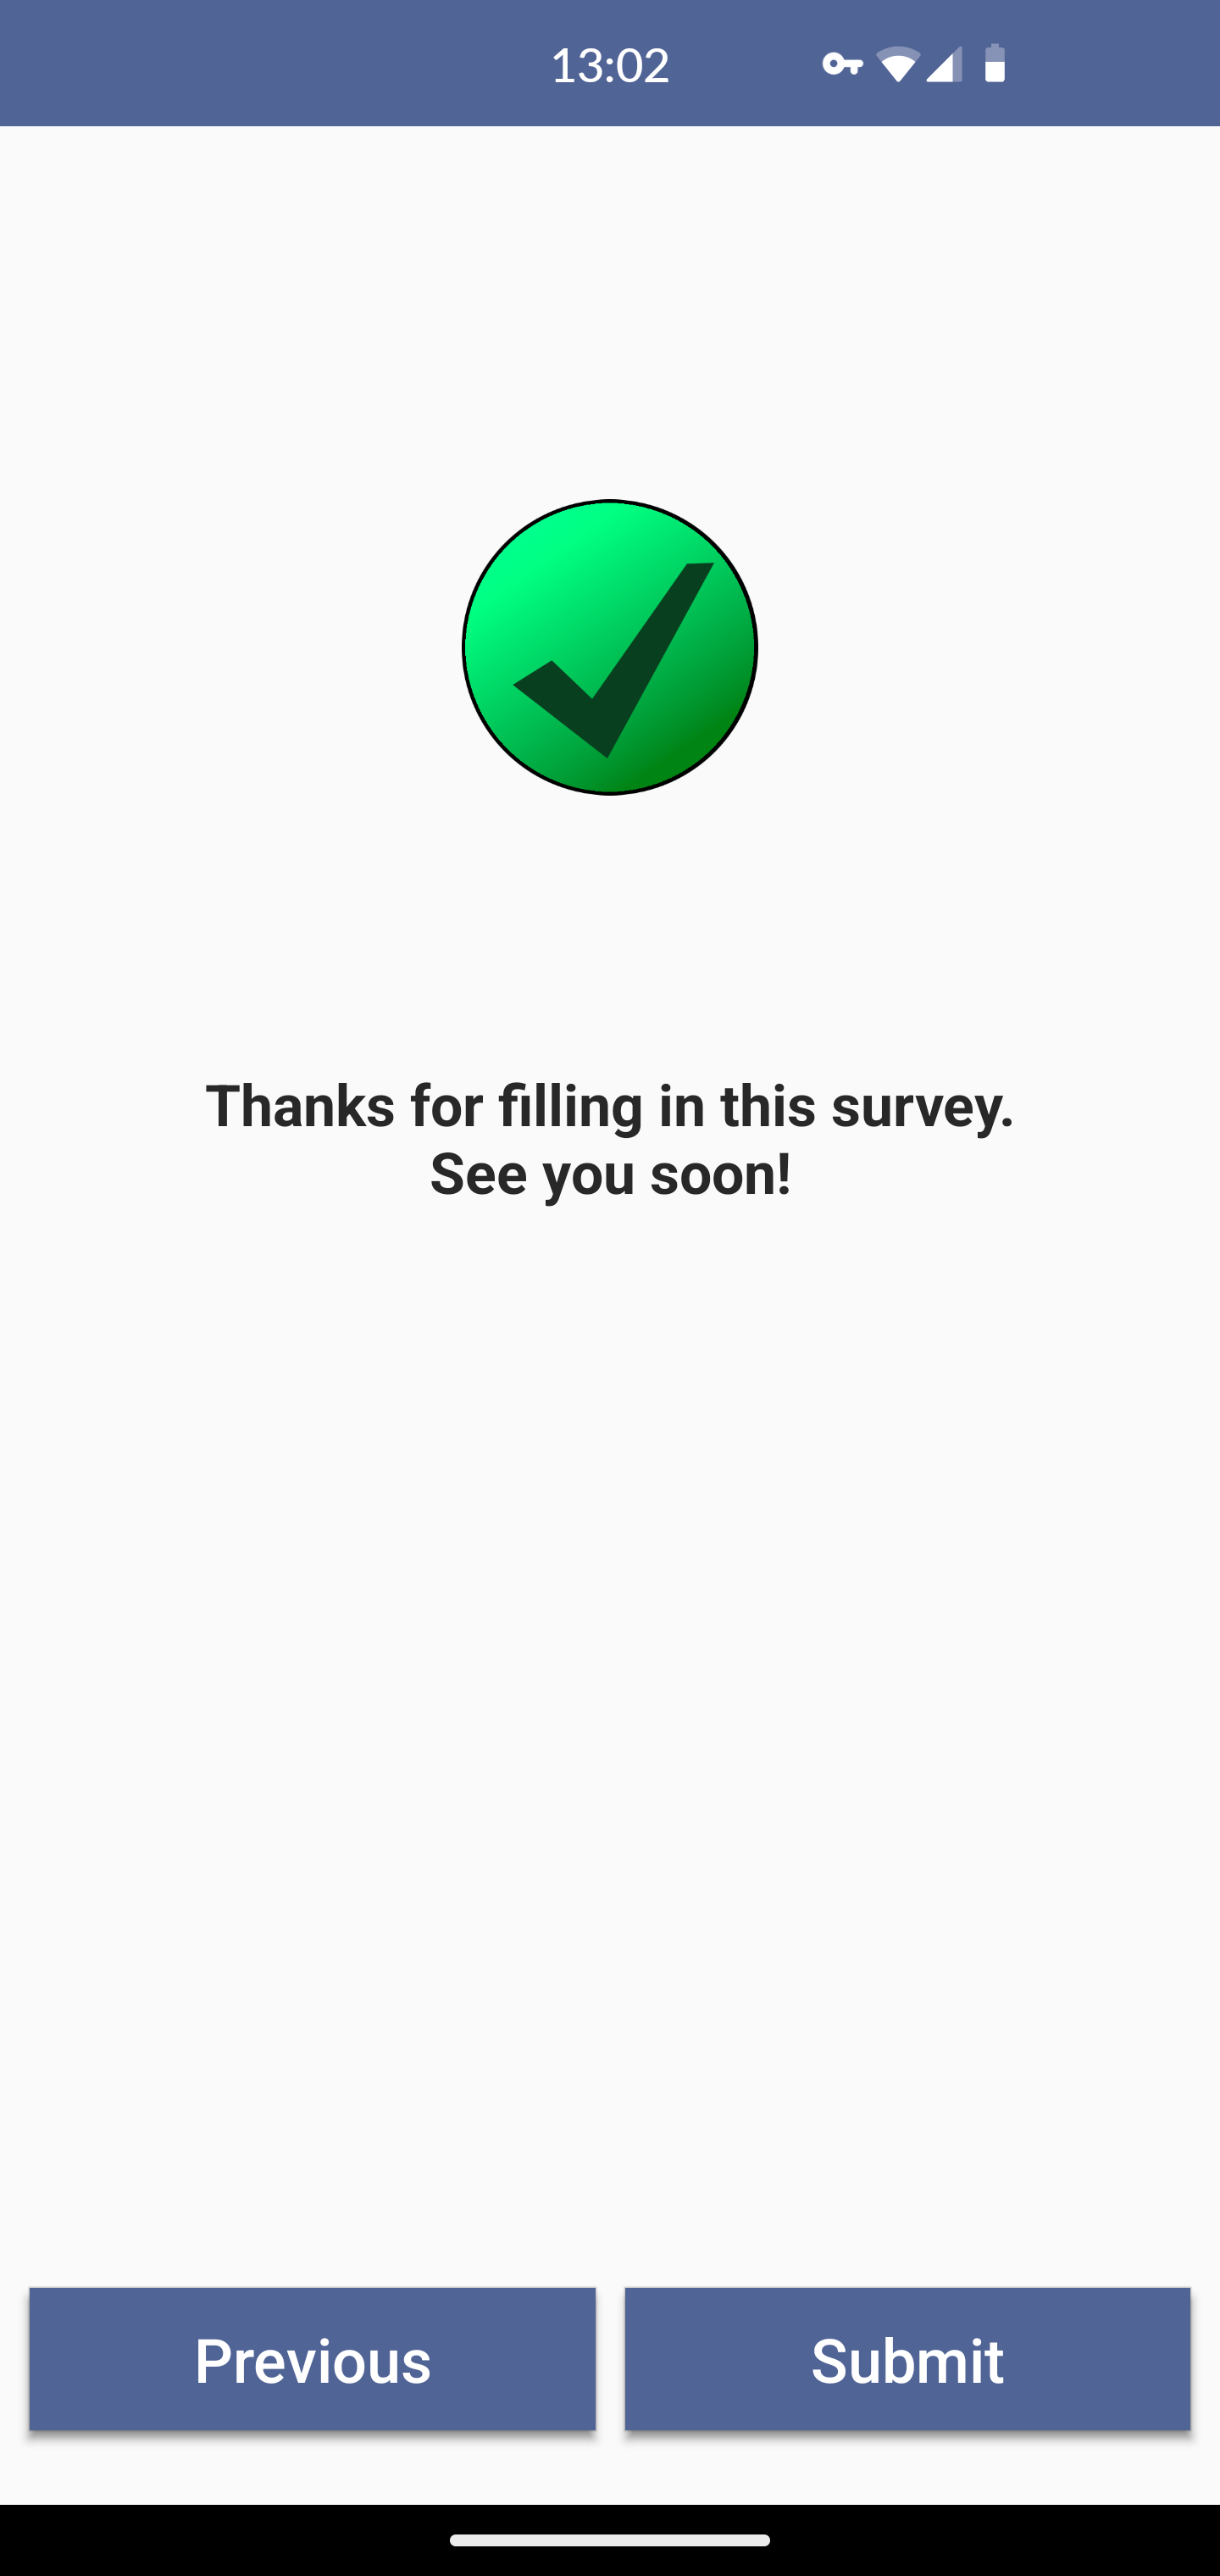 13:02
Thanks for filling in this survey.
See you soon!
Previous
Submit